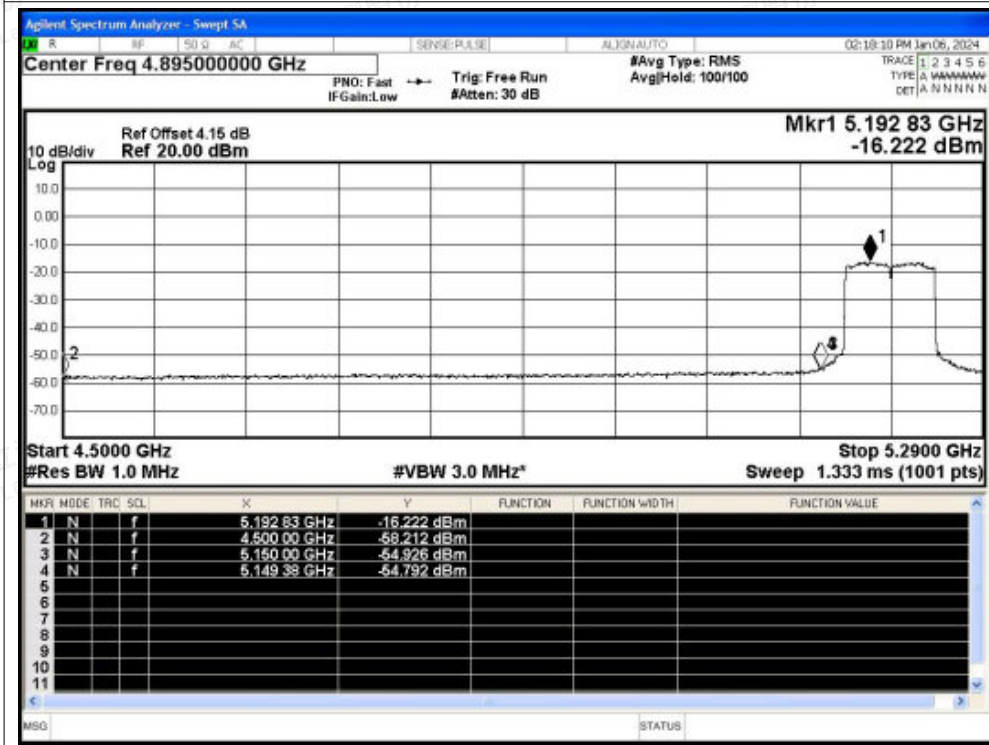 Agilent Spectrum Analyzer - Swept SA
LXI R RF 50 Ω AC SENSE:PULSE ALIGNAUTO 02:18:10 PM Jan 06, 2024
Center Freq 4.895000000 GHz #Avg Type: RMS TRACE 1 2 3 4 5 6
PNO: Fast Trig: Free Run Avg|Hold: 100/100 TYPE A WWWWW
IFGain:Low #Atten: 30 dB DET A N N N N N
Mkr1 5.192 83 GHz
Ref Offset 4.15 dB
10 dB/div Ref 20.00 dBm -16.222 dBm
Log
10.0
0.00
-10.0
1
-20.0
-30.0
-40.0
-50.0
2
-60.0
-70.0
Start 4.5000 GHz Stop 5.2900 GHz
#Res BW 1.0 MHz #VBW 3.0 MHz* Sweep 1.333 ms (1001 pts)
MKR MODE TRC SCL X Y FUNCTION FUNCTION WIDTH FUNCTION VALUE
1 N f 5.192 83 GHz -16.222 dBm
2 N f 4.500 00 GHz -58.212 dBm
3 N f 5.150 00 GHz -54.926 dBm
4 N f 5.149 38 GHz -54.792 dBm
5
6
7
8
9
10
11
MSG STATUS